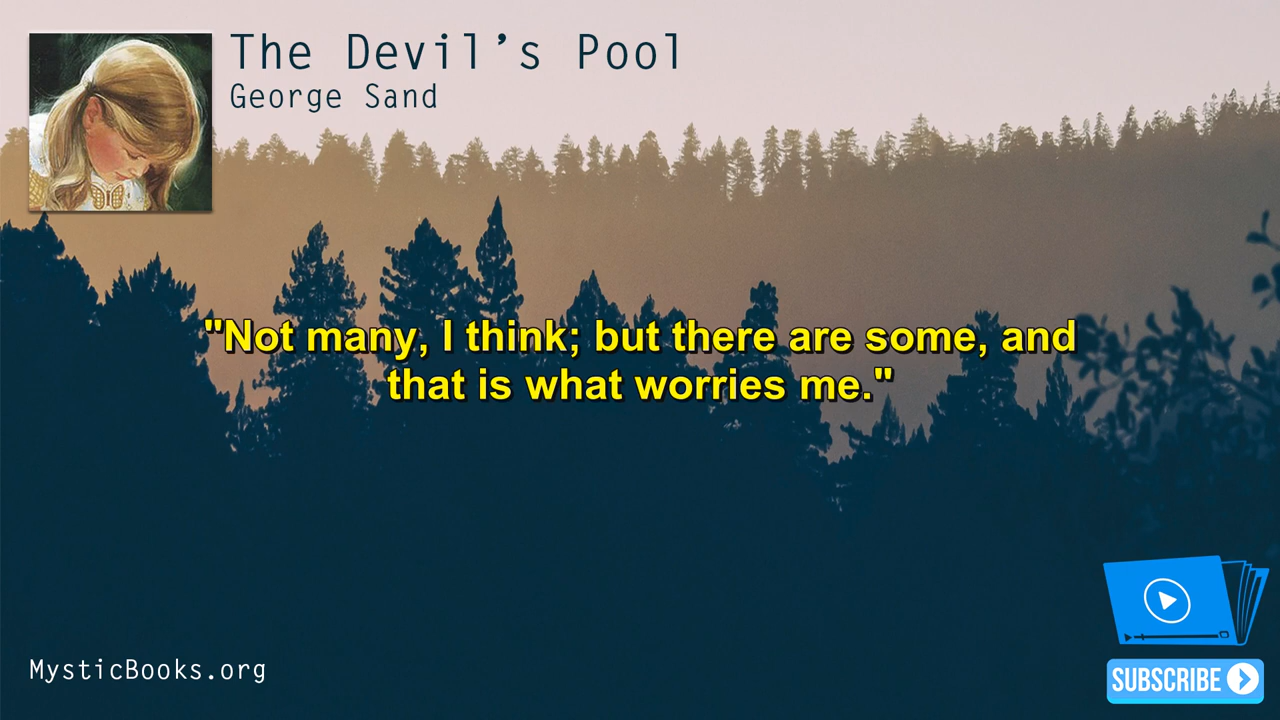 The Devil's Pool
George Sand
"Not many, I think; but there are some, and
that is what worries me."
MysticBooks.org
SUBSCRIBE